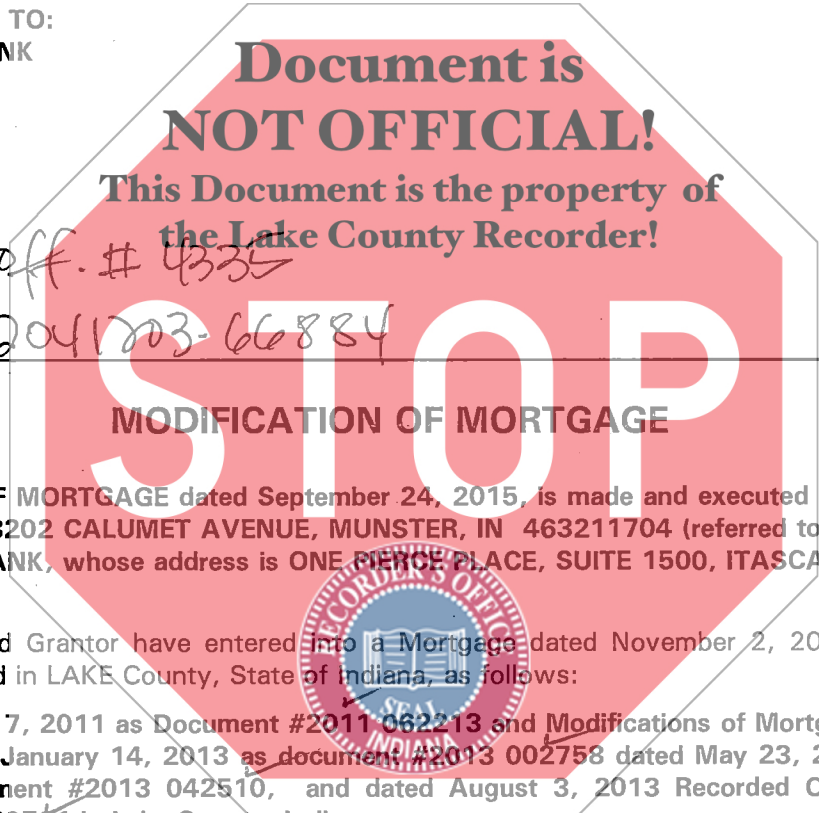 TO:
NK
Document is
NOT OFFICIAL!
This Document is the property of
the Lake County Recorder!
off. # 4335
2041203-66884
STOP
MODIFICATION OF MORTGAGE
F MORTGAGE dated September 24, 2015, is made and executed
8202 CALUMET AVENUE, MUNSTER, IN 463211704 (referred to
ANK, whose address is ONE PIERCE PLACE, SUITE 1500, ITASCA
d Grantor have entered into a Mortgage dated November 2, 20
d in LAKE County, State of Indiana, as follows:
7, 2011 as Document #2011 062213 and Modifications of Mortg
January 14, 2013 as document #2013 002758 dated May 23, 2
ment #2013 042510, and dated August 3, 2013 Recorded O
RECORDER'S OFFICE
SEAL
INDIANA